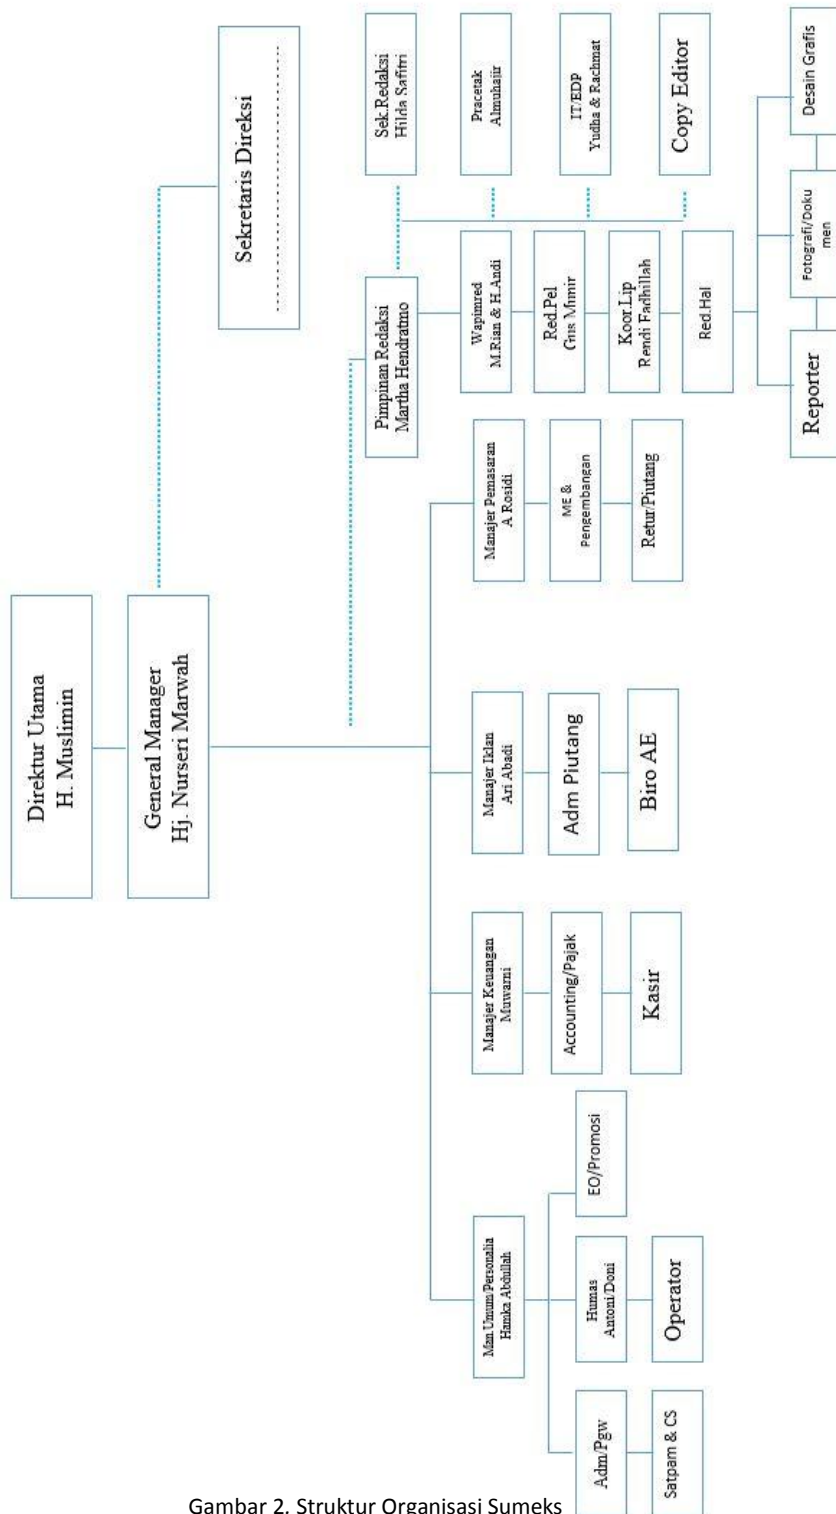 Direktur Utama
H. Muslimin
General Manager
Hj. Nurseri Marwah
Sekretaris Direksi
Pimpinan Redaksi
Martha Hendratmo
Sek.Redaksi
Hilda Safitri
Pracetak
Almuhajir
IT/EDP
Yudha & Rachmat
Copy Editor
Wapimred
M.Rian & H.Andi
Red.Pel
Gus Munir
Koor.Lip
Rendi Fadhillah
Red.Hal
Reporter
Fotografi/Doku
men
Desain Grafis
Man Umum/Personalia
Hamka Abdullah
Manajer Keuangan
Muwarni
Manajer Iklan
Ari Abadi
Manajer Pemasaran
A Rosidi
Adm/Pgw
Humas
Antoni/Doni
EO/Promosi
Accounting/Pajak
Adm Piutang
ME &
Pengembangan
Satpam & CS
Operator
Kasir
Biro AE
Retur/Piutang
Gambar 2. Struktur Organisasi Sumeks